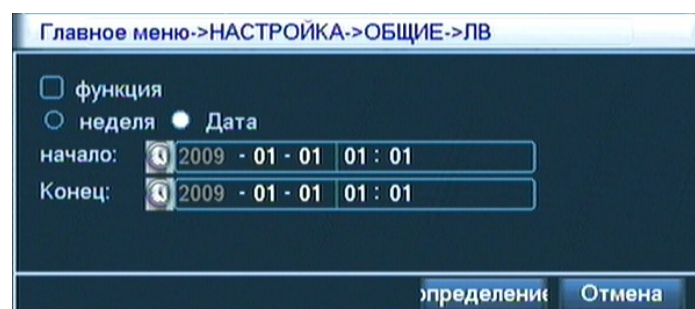 Главное меню->НАСТРОЙКА->ОБЩИЕ->ЛВ
функция
неделя Дата
начало: 2009 - 01 - 01 01 : 01
Конец: 2009 - 01 - 01 01 : 01
определение Отмена